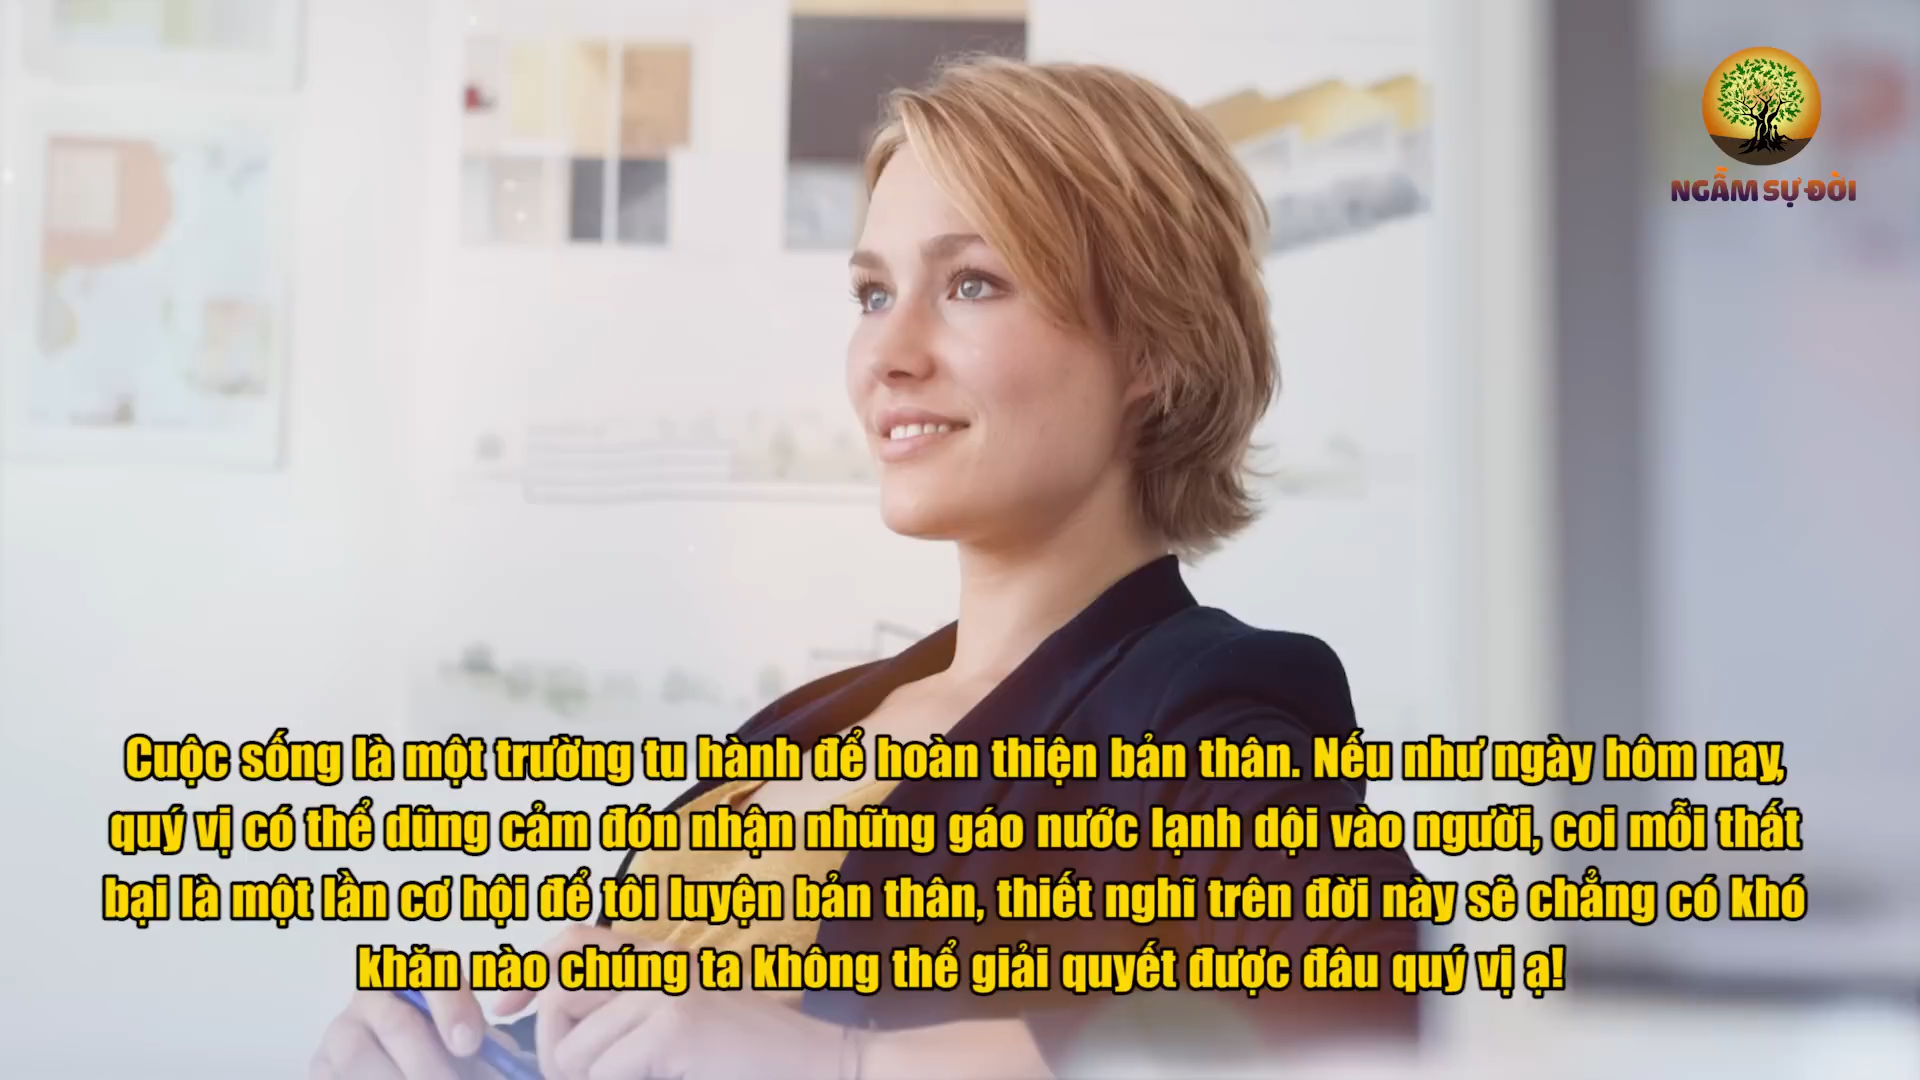 NGẪM SỰ ĐỜI
Cuộc sống là một trường tu hành để hoàn thiện bản thân. Nếu như ngày hôm nay,
quý vị có thể dũng cảm đón nhận những gáo nước lạnh dội vào người, coi mỗi thất
bại là một lần cơ hội để tôi luyện bản thân, thiết nghĩ trên đời này sẽ chẳng có khó
khăn nào chúng ta không thể giải quyết được đâu quý vị ạ!